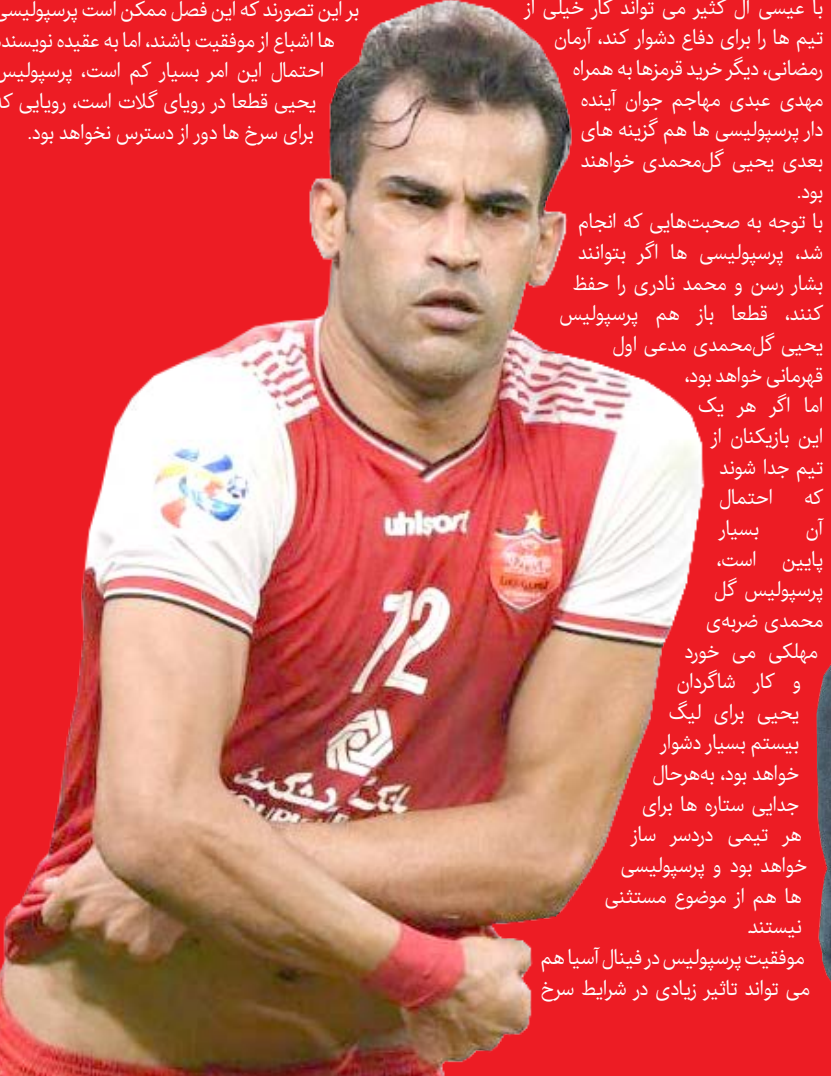 با عیسی آل کثیر می تواند کار خیلی از
تیم ها را برای دفاع دشوار کند، آرمان
رمضانی، دیگر خرید قرمزها به همراه
مهدی عبدی مهاجم جوان آینده
دار پرسپولیسی ها هم گزینه های
بعدی یحیی گل‌محمدی خواهند
بود.
با توجه به صحبت‌هایی که انجام
شد، پرسپولیسی ها اگر بتوانند
بشار رسن و محمد نادری را حفظ
کنند، قطعا باز هم پرسپولیس
یحیی گل‌محمدی مدعی اول
قهرمانی خواهد بود،
اما اگر هر یک
این بازیکنان از
تیم جدا شوند
که احتمال
آن بسیار
پایین است،
پرسپولیس گل
محمدی ضربه‌ی
مهلکی می خورد
و کار شاگردان
یحیی برای لیگ
بیستم بسیار دشوار
خواهد بود، به‌هرحال
جدایی ستاره ها برای
هر تیمی دردسر ساز
خواهد بود و پرسپولیسی
ها هم از موضوع مستثنی
نیستند
موفقیت پرسپولیس در فینال آسیا هم
می تواند تاثیر زیادی در شرایط سرخ
بر این تصورند که این فصل ممکن است پرسپولیسی
ها اشباع از موفقیت باشند، اما به عقیده نویسنده
احتمال این امر بسیار کم است، پرسپولیس
یحیی قطعا در رویای گلات است، رویایی که
برای سرخ ها دور از دسترس نخواهد بود.
uhlsport
72
بانک گردشگری